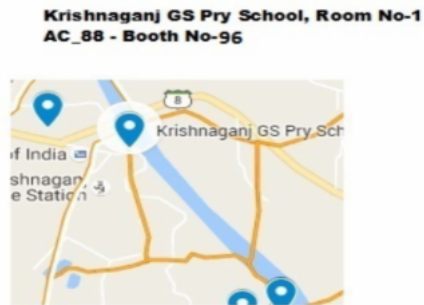 Krishnaganj GS Pry School, Room No-1
AC_88 - Booth No-96
8
Krishnaganj GS Pry Sch
of India
shnagan
e Station